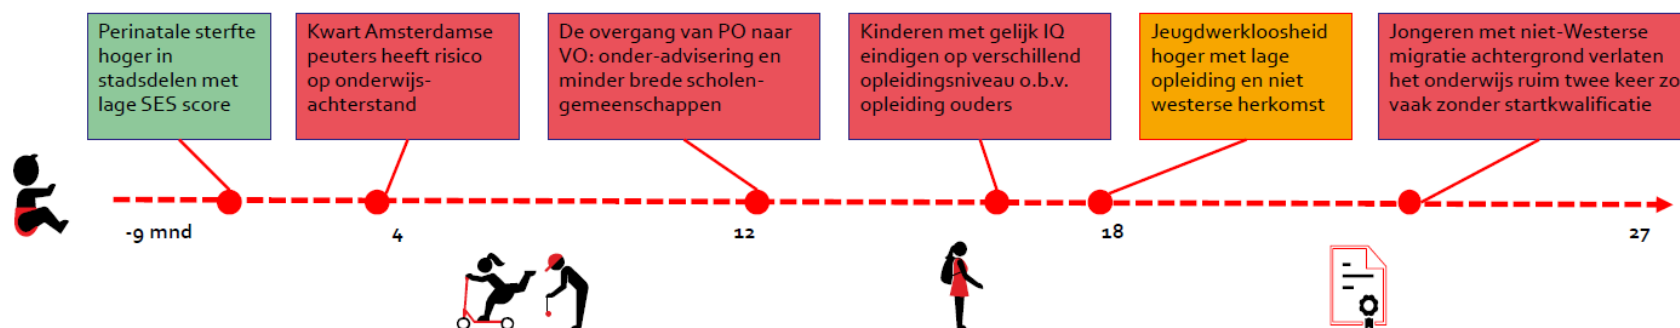 Perinatale sterfte
hoger in
stadsdelen met
lage SES score
Kwart Amsterdamse
peuters heeft risico
op onderwijs-
achterstand
De overgang van PO naar
VO: onder-advisering en
minder brede scholen-
gemeenschappen
Kinderen met gelijk IQ
eindigen op verschillend
opleidingsniveau o.b.v.
opleiding ouders
Jeugdwerkloosheid
hoger met lage
opleiding en niet
westerse herkomst
Jongeren met niet-Westerse
migratie achtergrond verlaten
het onderwijs ruim twee keer zo
vaak zonder startkwalificatie
-9 mnd
4
12
18
27